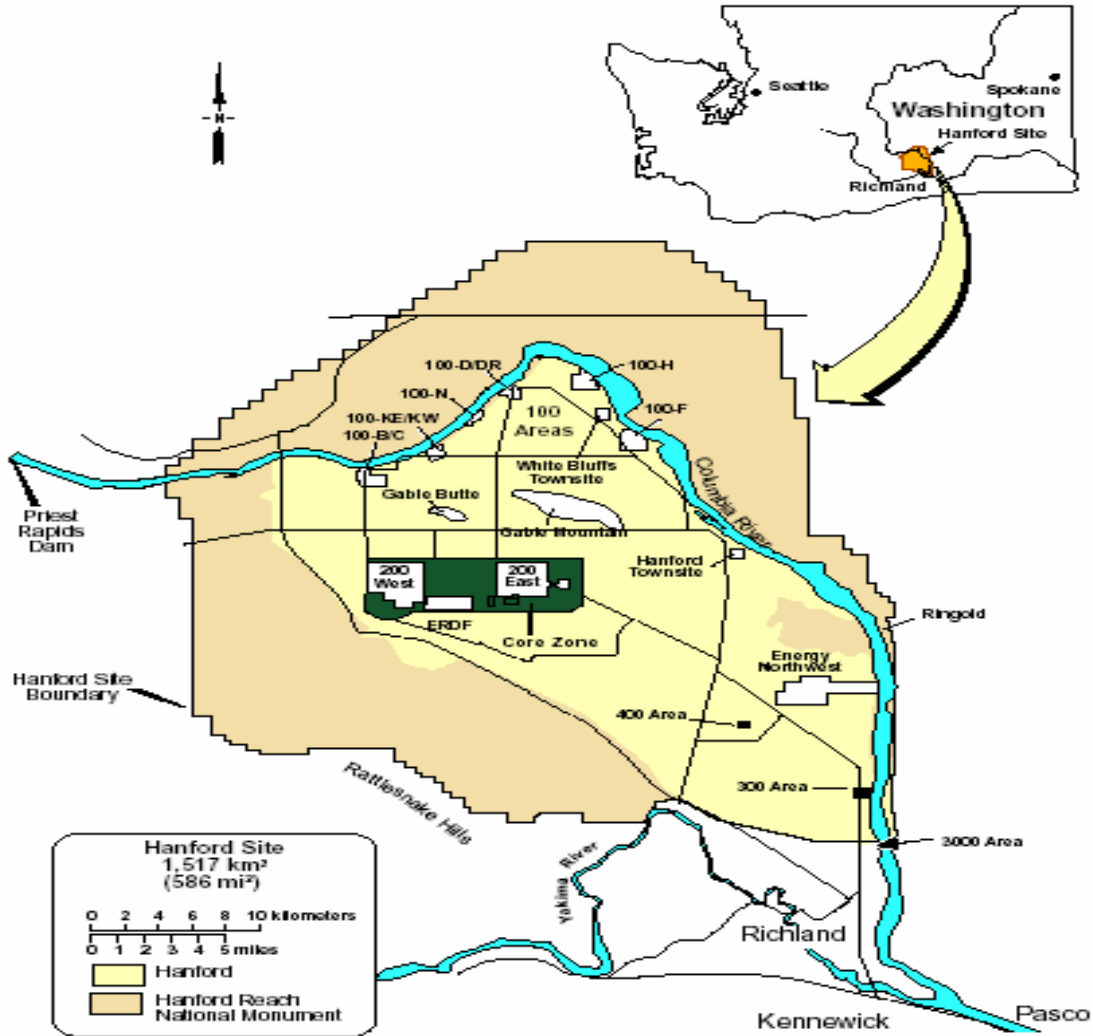 Seattle
Spokane
Washington
Hanford Site
Richland
-N-
100-D/DR
100-H
100-N
100-F
100-KE/KW
100
Areas
100-B/C
White Bluffs
Townsite
Columbia River
Gable Butte
Gable Mountain
Priest
Rapids
Dam
Hanford
Townsite
200
West
200
East
ERDF
Core Zone
Ringold
Energy
Northwest
Hanford Site
Boundary
400 Area
300 Area
Rattlesnake Hills
3000 Area
Yakima River
Hanford Site
1,517 km²
(586 mi²)
0 2 4 6 8 10 kilometers
0 1 2 3 4 5 miles
Hanford
Hanford Reach
National Monument
Richland
Kennewick
Pasco